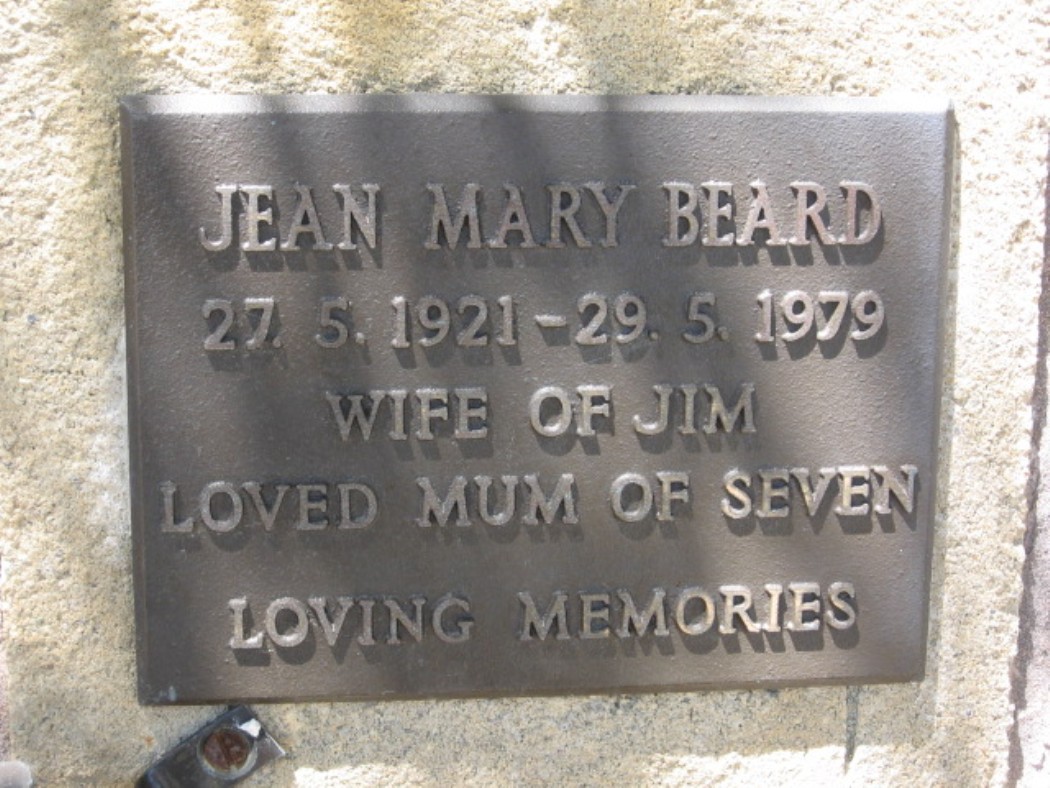 JEAN MARY BEARD
27. 5. 1921 - 29. 5. 1979
WIFE OF JIM
LOVED MUM OF SEVEN
LOVING MEMORIES